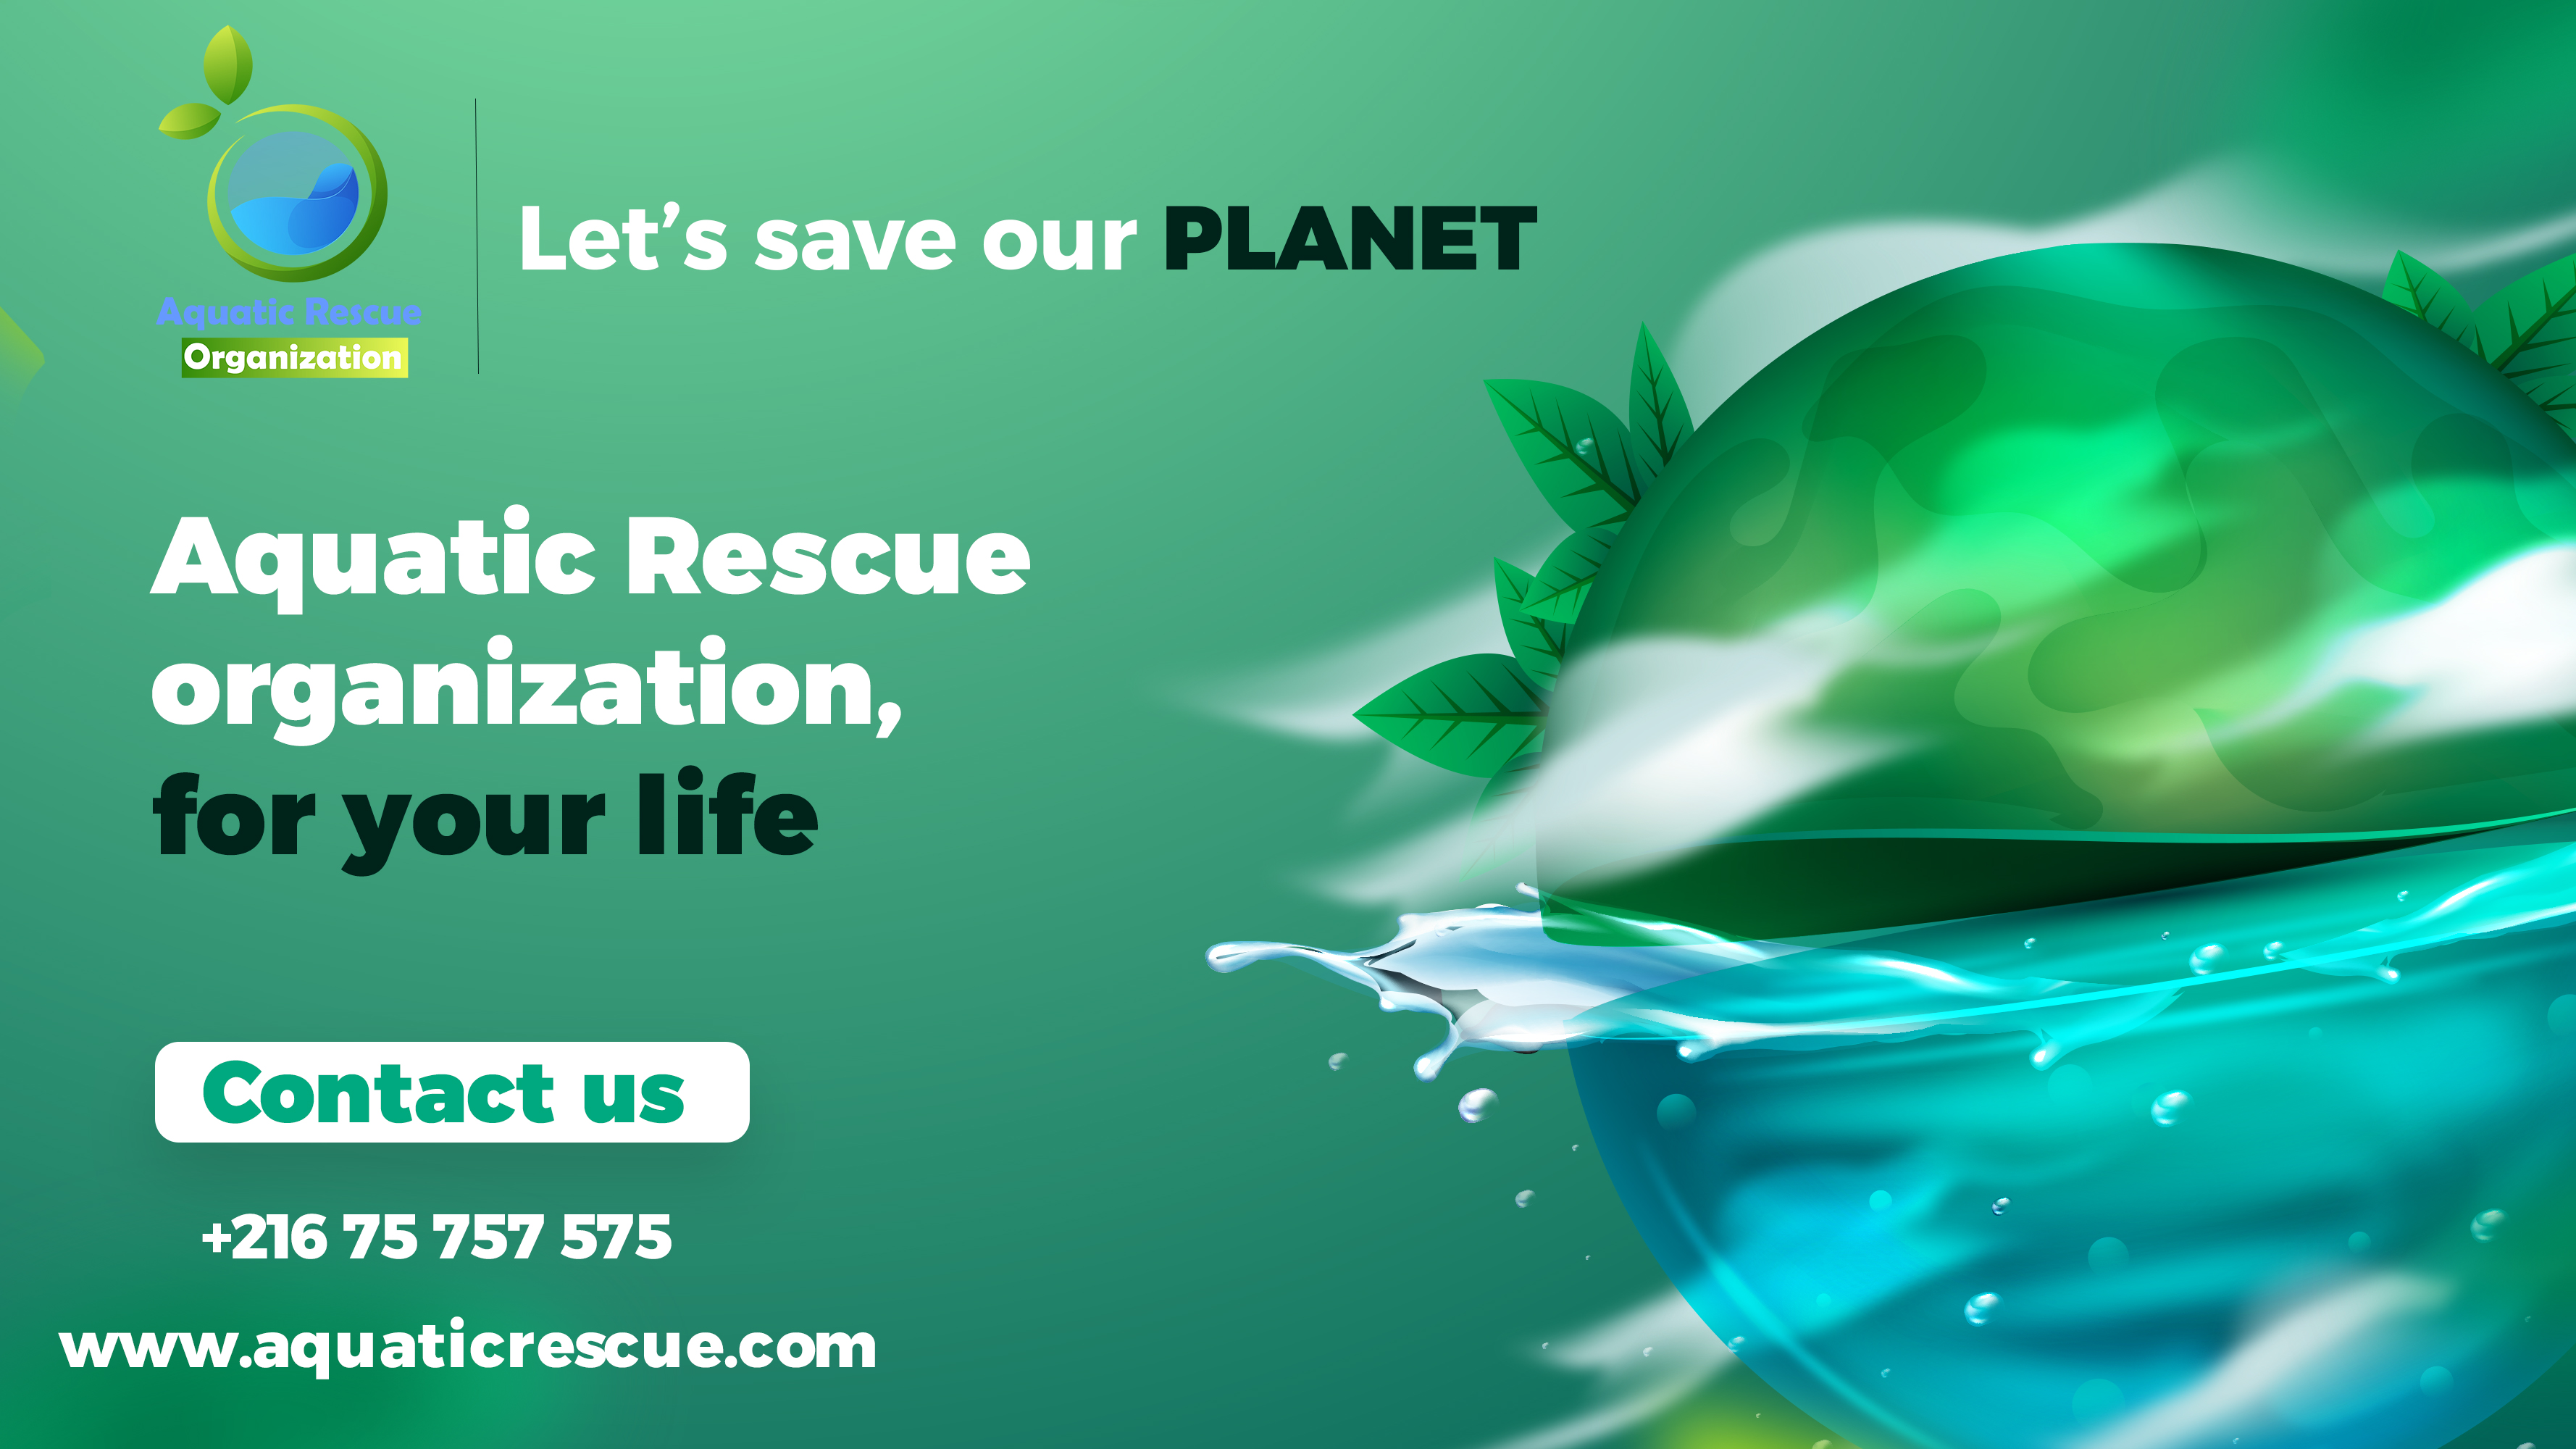 Aquatic Rescue
Organization
Let’s save our PLANET
Aquatic Rescue
organization,
for your life
Contact us
+216 75 757 575
www.aquaticrescue.com